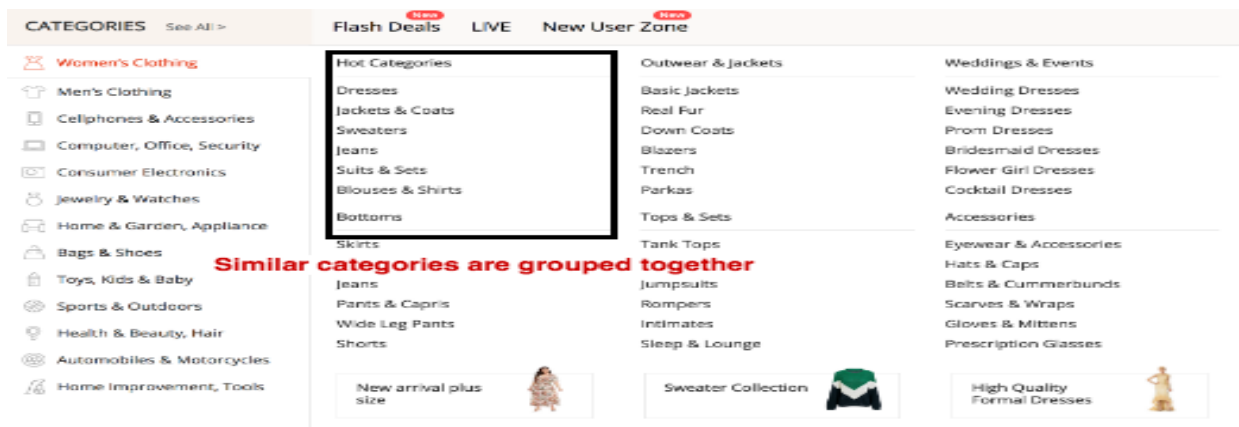 CATEGORIES See All >
Flash Deals New LIVE New User Zone New
Women's Clothing
Men's Clothing
Cellphones & Accessories
Computer, Office, Security
Consumer Electronics
Jewelry & Watches
Home & Garden, Appliance
Bags & Shoes
Toys, Kids & Baby
Sports & Outdoors
Health & Beauty, Hair
Automobiles & Motorcycles
Home Improvement, Tools
Hot Categories
Dresses
Jackets & Coats
Sweaters
Jeans
Suits & Sets
Blouses & Shirts
Bottoms
Skirts
Similar categories are grouped together
Jeans
Pants & Capris
Wide Leg Pants
Shorts
Outwear & Jackets
Basic Jackets
Real Fur
Down Coats
Blazers
Trench
Parkas
Tops & Sets
Tank Tops
Jumpsuits
Rompers
Intimates
Sleep & Lounge
Weddings & Events
Wedding Dresses
Evening Dresses
Prom Dresses
Bridesmaid Dresses
Flower Girl Dresses
Cocktail Dresses
Accessories
Eyewear & Accessories
Hats & Caps
Belts & Cummerbunds
Scarves & Wraps
Gloves & Mittens
Prescription Glasses
New arrival plus
size
Sweater Collection
High Quality
Formal Dresses